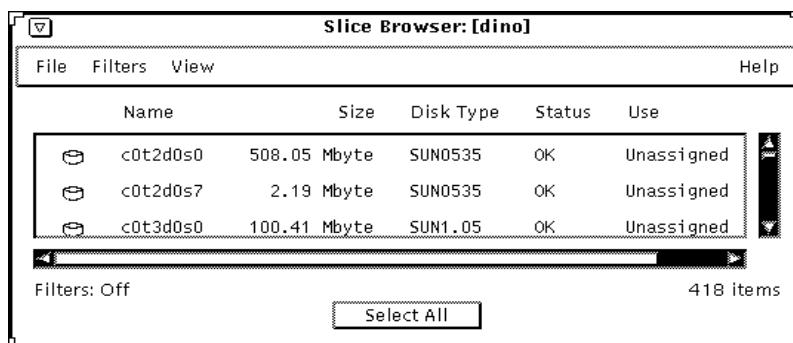 Slice Browser: [dino]
File Filters View Help
Name Size Disk Type Status Use
c0t2d0s0 508.05 Mbyte SUN0535 OK Unassigned
c0t2d0s7 2.19 Mbyte SUN0535 OK Unassigned
c0t3d0s0 100.41 Mbyte SUN1.05 OK Unassigned
Filters: Off 418 items
Select All